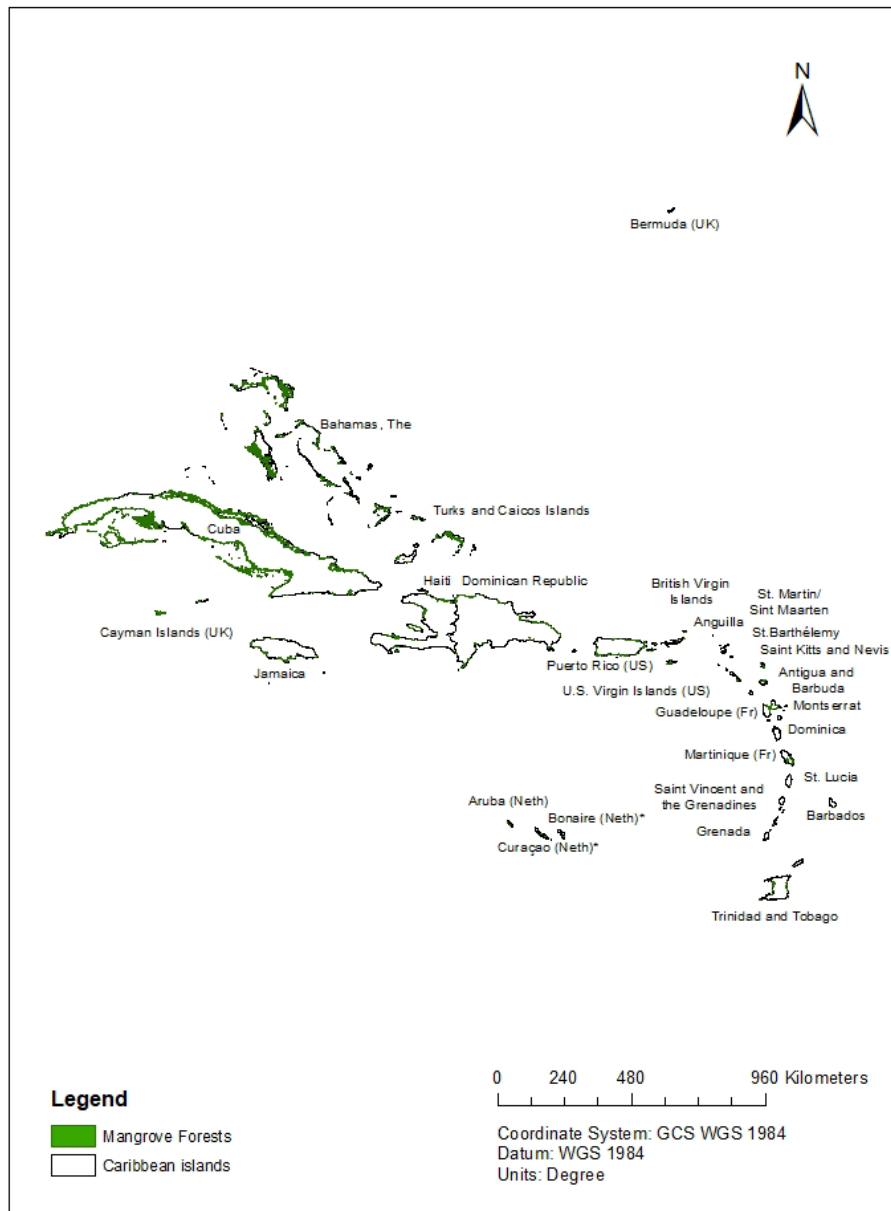 N
Bermuda (UK)
Bahamas, The
Turks and Caicos Islands
Cuba
Haiti
Dominican Republic
British Virgin
Islands
St. Martin/
Sint Maarten
Anguilla
St.Barthélemy
Saint Kitts and Nevis
Cayman Islands (UK)
Jamaica
Puerto Rico (US)
U.S. Virgin Islands (US)
Antigua and
Barbuda
Montserrat
Guadeloupe (Fr)
Dominica
Martinique (Fr)
St. Lucia
Saint Vincent and
the Grenadines
Barbados
Aruba (Neth)
Bonaire (Neth)*
Curaçao (Neth)*
Grenada
Trinidad and Tobago
Legend
Mangrove Forests
Caribbean islands
0 240 480 960 Kilometers
Coordinate System: GCS WGS 1984
Datum: WGS 1984
Units: Degree